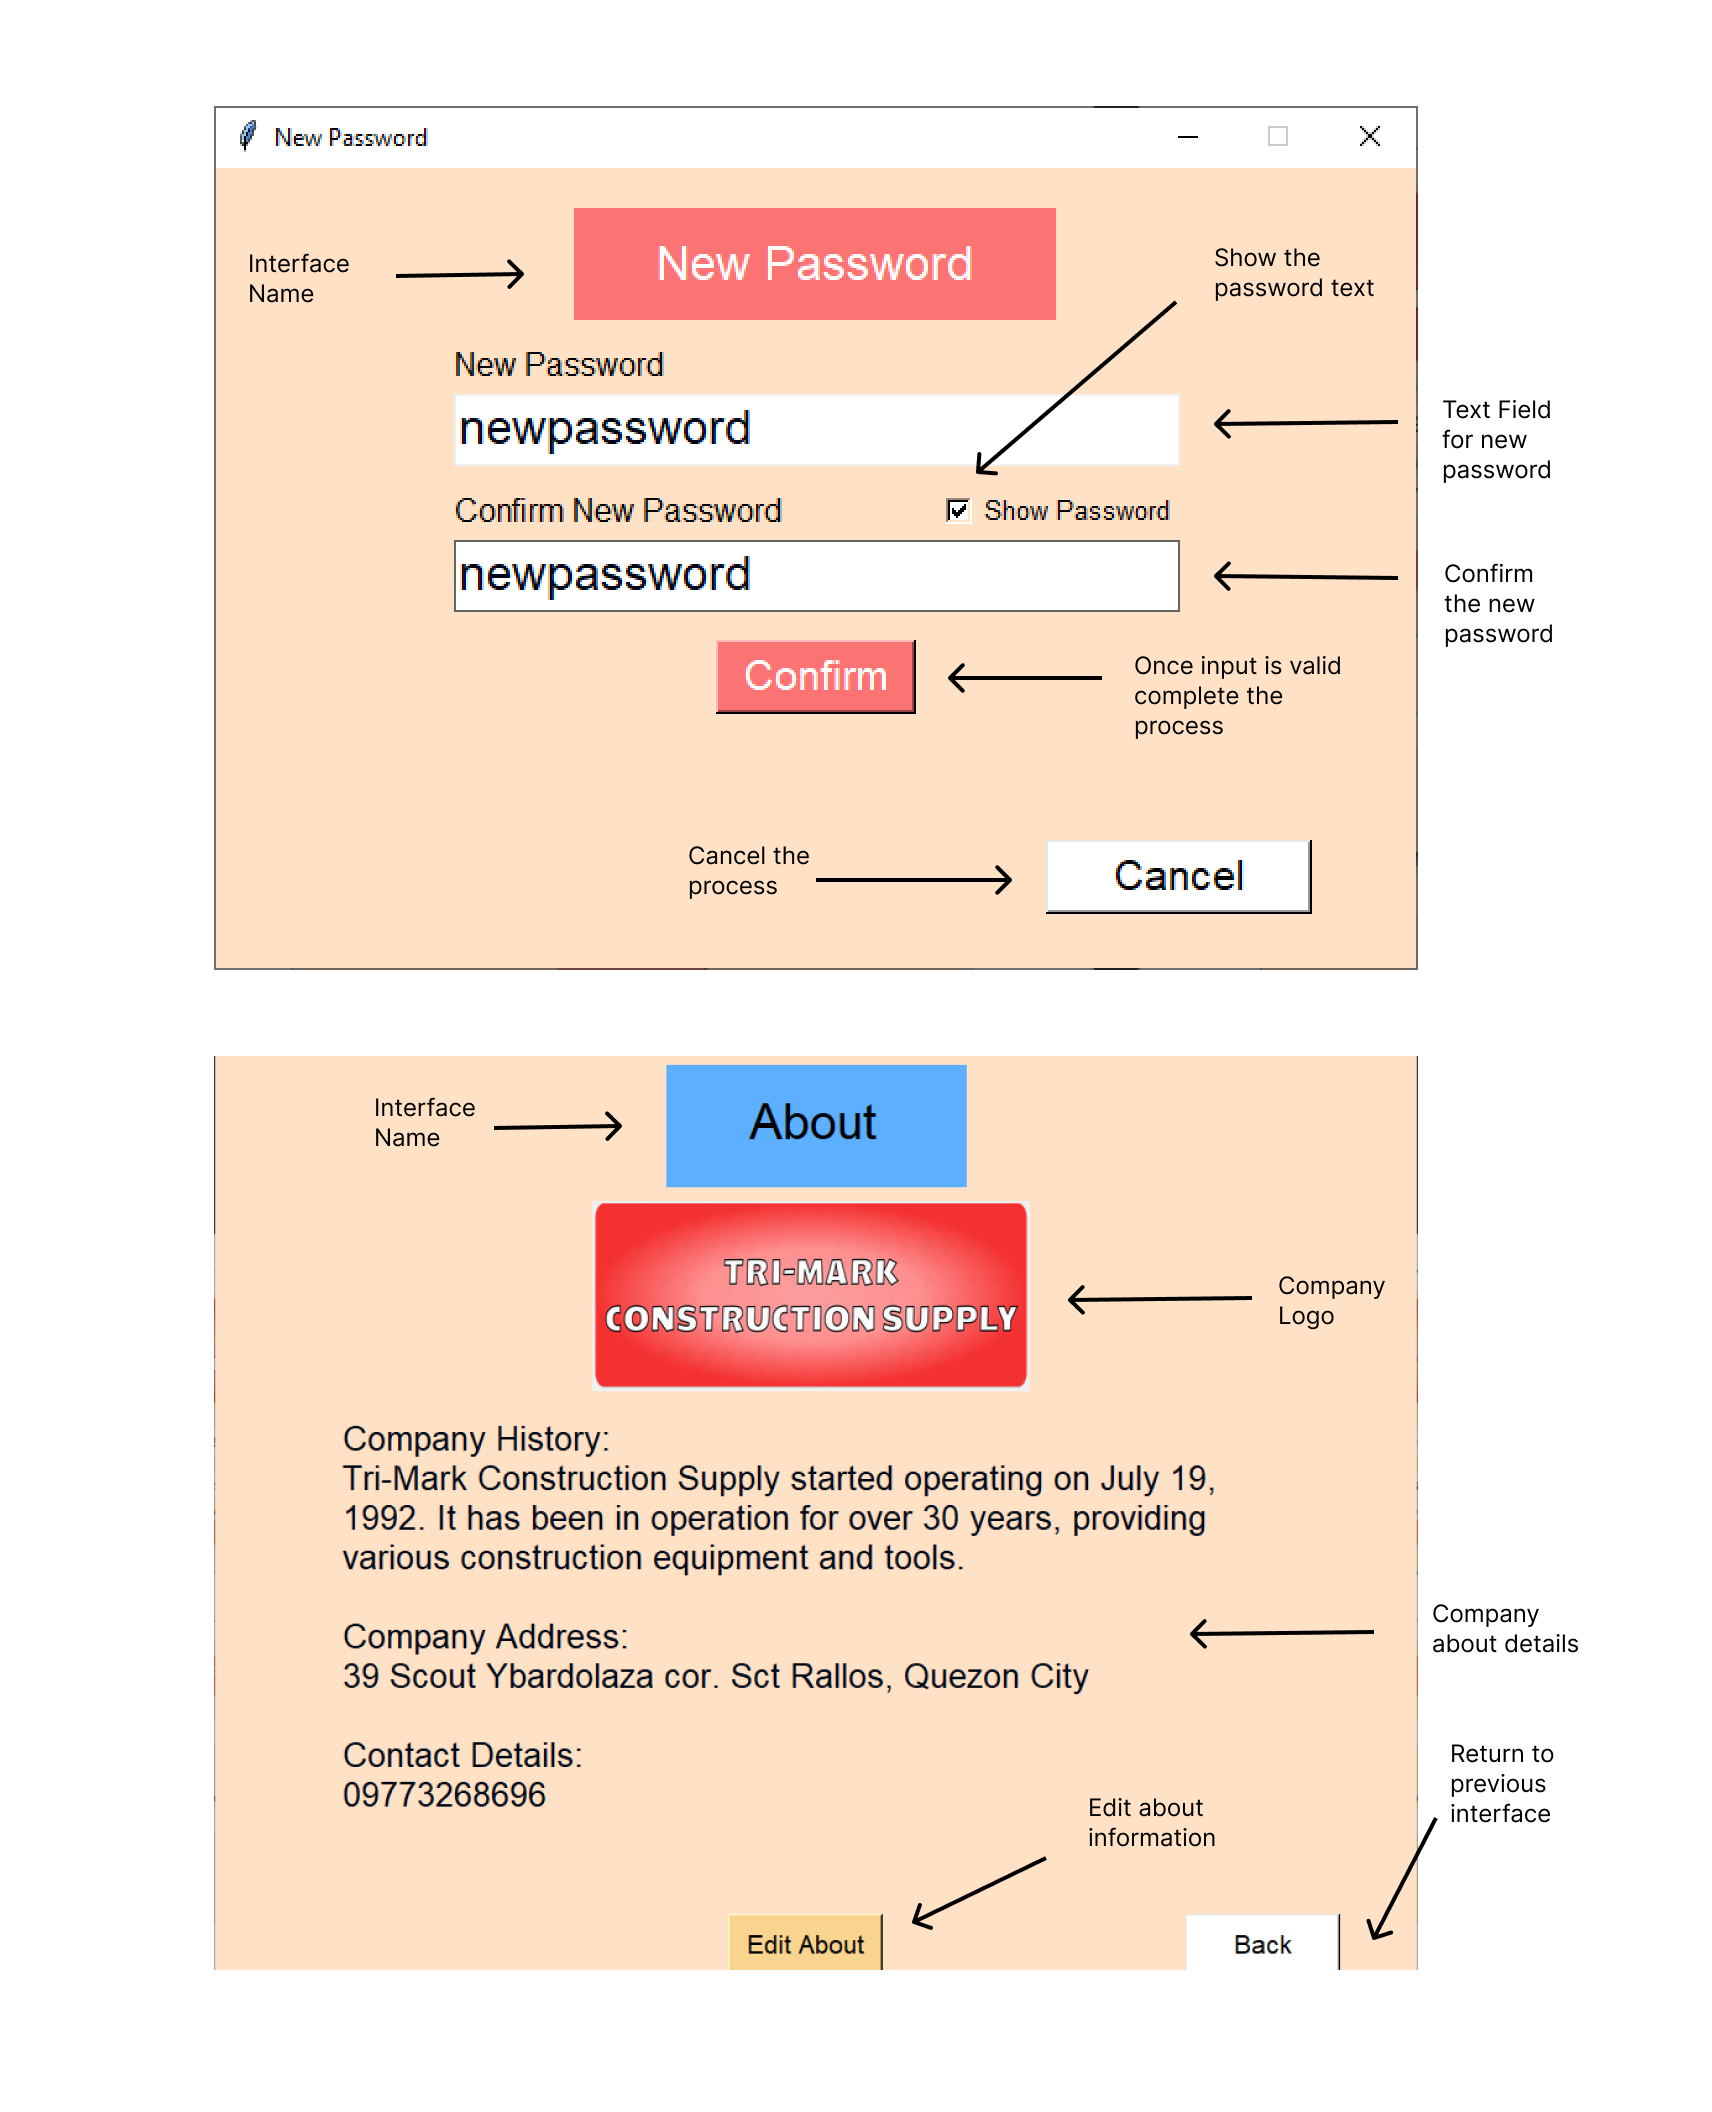 New Password
New Password
Interface
Name
Show the
password text
New Password
newpassword
Text Field
for new
password
Confirm New Password
Show Password
newpassword
Confirm
the new
password
Confirm
Once input is valid
complete the
process
Cancel the
process
Cancel
Interface
Name
About
TRI-MARK
CONSTRUCTION SUPPLY
Company
Logo
Company History:
Tri-Mark Construction Supply started operating on July 19,
1992. It has been in operation for over 30 years, providing
various construction equipment and tools.
Company Address:
39 Scout Ybardolaza cor. Sct Rallos, Quezon City
Company
about details
Contact Details:
09773268696
Return to
previous
interface
Edit about
information
Edit About
Back